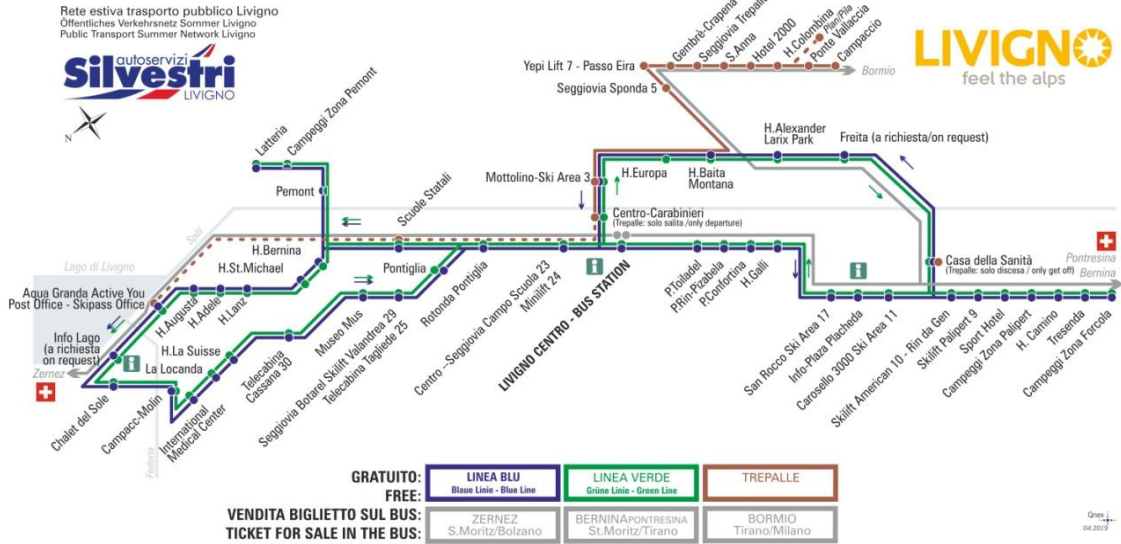 Rete estiva trasporto pubblico Livigno
Öffentliches Verkehrsnetz Sommer Livigno
Public Transport Summer Network Livigno
autoservizi
Silvestri
LIVIGNO
N
LIVIGNO
feel the alps
Gembrè-Crapena
Seggiovia Trepalle
S.Anna
Hotel 2000
H.Colombina
Plan/Pila
Ponte Vallaccia
Campaccio
Yepi Lift 7 - Passo Eira
Bormio
Seggiovia Sponda 5
Latteria
Campeggi Zona Pemont
H.Alexander
Larix Park
Freita (a richiesta/on request)
Pemont
Scuole Statali
Mottolino-Ski Area 3
H.Europa
H.Baita
Montana
Centro-Carabinieri
(Trepalle: solo salita /only departure)
Spöl
Lago di Livigno
H.Bernina
H.St.Michael
Pontiglia
Casa della Sanità
(Trepalle: solo discesa / only get off)
Pontresina
Bernina
Aqua Granda Active You
Post Office - Skipass Office
H.Augusta
H.Adele
H.Larz
Info Lago
(a richiesta
on request)
Zernez
H.La Suisse
La Locanda
Chalet del Sole
Campacc-Molin
International
Medical Center
Telecabina
Cassana 30
Museo Mus
Seggiovia Botarel Skilift Valandrea 29
Telecabina Tagliede 25
Rotonda Pontiglia
Centro --Seggiovia Campo Scuola 23
Minilift 24
LIVIGNO CENTRO - BUS STATION
P.Toiladel
P.Rin-Pizabela
P.Confortina
H.Galli
San Rocco Ski Area 17
Info-Plaza Placheda
Carosello 3000 Ski Area 11
Skilift American 10 - Rin da Gen
Skilift Palipert 9
Sport Hotel
Campeggi Zona Palipert
H. Camino
Tresenda
Campeggi Zona Forcola
Federia
GRATUITO:
FREE:
LINEA BLU
Blaue Linie - Blue Line
LINEA VERDE
Grüne Linie - Green Line
TREPALLE
VENDITA BIGLIETTO SUL BUS:
TICKET FOR SALE IN THE BUS:
ZERNEZ
S.Moritz/Bolzano
BERNINAPONTRESINA
St.Moritz/Tirano
BORMIO
Tirano/Milano
Qnex
04.2019